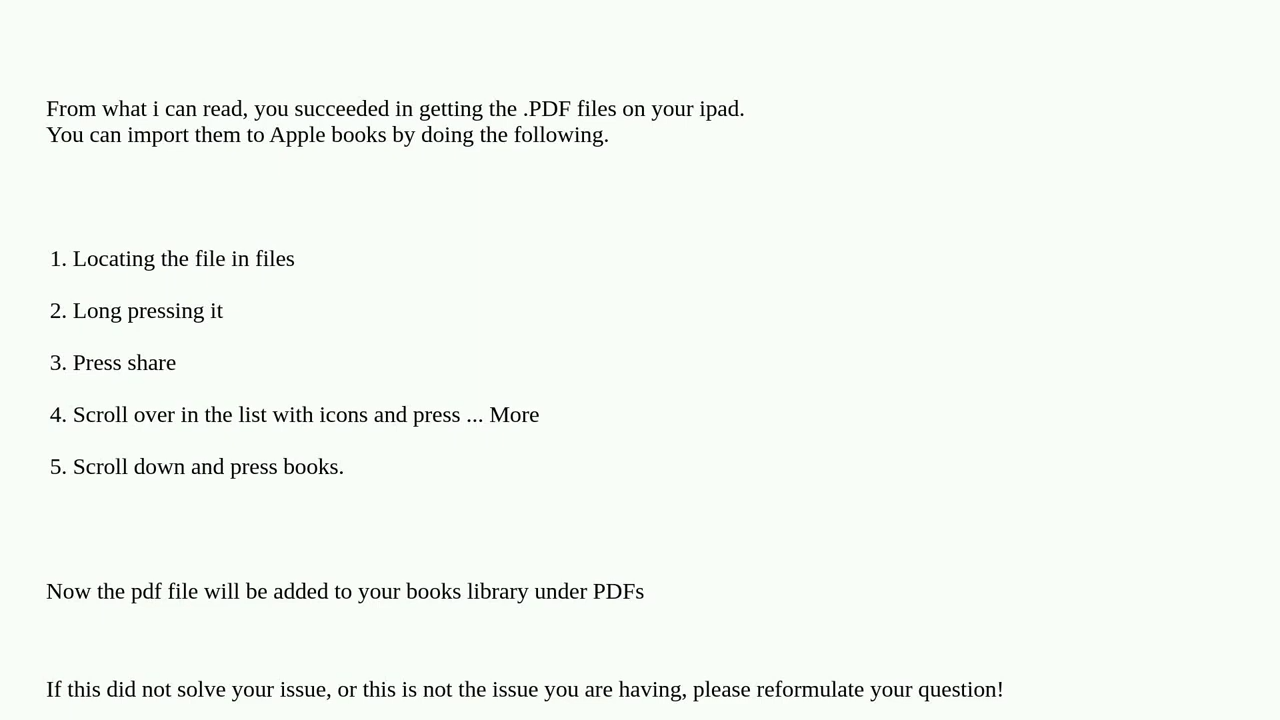 From what i can read, you succeeded in getting the .PDF files on your ipad.
You can import them to Apple books by doing the following.
1. Locating the file in files
2. Long pressing it
3. Press share
4. Scroll over in the list with icons and press ... More
5. Scroll down and press books.
Now the pdf file will be added to your books library under PDFs
If this did not solve your issue, or this is not the issue you are having, please reformulate your question!